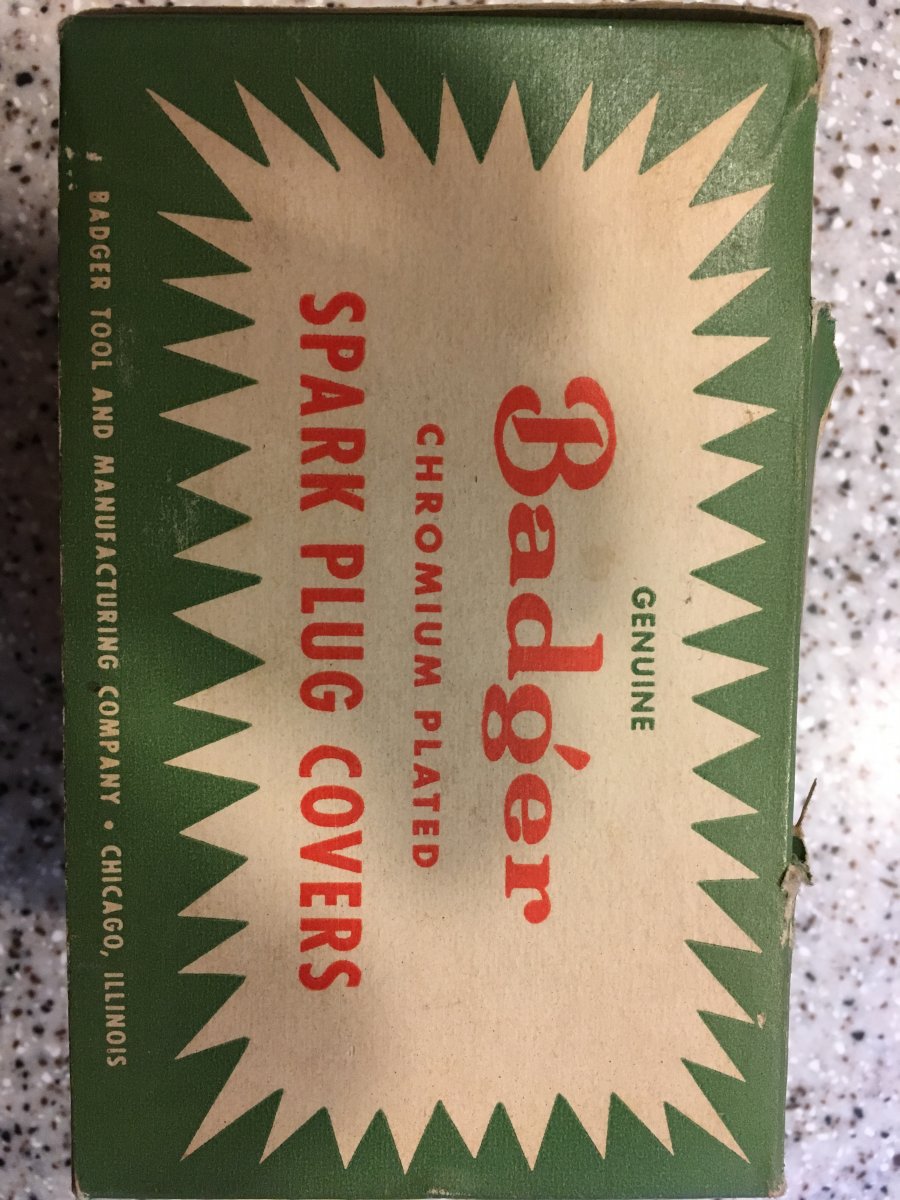 GENUINE
Badger
CHROMIUM PLATED
SPARK PLUG COVERS
BADGER TOOL AND MANUFACTURING COMPANY • CHICAGO, ILLINOIS